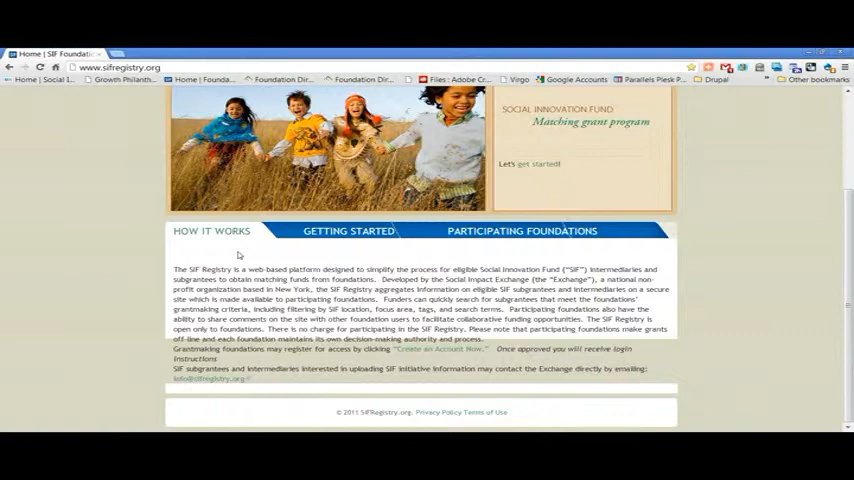 Home | SIF Foundatio
www.sifregistry.org
Home | Social I...
Growth Philanth...
Home | Founda...
Foundation Dir...
Foundation Dir...
Files : Adobe Cr...
Virgo
Google Accounts
Parallels Plesk P...
Drupal
Other bookmarks
SOCIAL INNOVATION FUND
Matching grant program
Let's get started!
HOW IT WORKS
GETTING STARTED
PARTICIPATING FOUNDATIONS
The SIF Registry is a web-based platform designed to simplify the process for eligible Social Innovation Fund ("SIF") intermediaries and
subgrantees to obtain matching funds from foundations. Developed by the Social Impact Exchange (the "Exchange"), a national non-
profit organization based in New York, the SIF Registry aggregates information on eligible SIF subgrantees and intermediaries on a secure
site which is made available to participating foundations. Funders can quickly search for subgrantees that meet the foundations'
grantmaking criteria, including filtering by SIF location, focus area, tags, and search terms. Participating foundations also have the
ability to share comments on the site with other foundation users to facilitate collaborative funding opportunities. The SIF Registry is
open only to foundations. There is no charge for participating in the SIF Registry. Please note that participating foundations make grants
off-line and each foundation maintains its own decision-making authority and process.
Grantmaking foundations may register for access by clicking "Create an Account Now." Once approved you will receive login
instructions
SIF subgrantees and intermediaries interested in uploading SIF initiative information may contact the Exchange directly by emailing:
info@sifregistry.org
© 2011 SIFRegistry.org. Privacy Policy Terms of Use